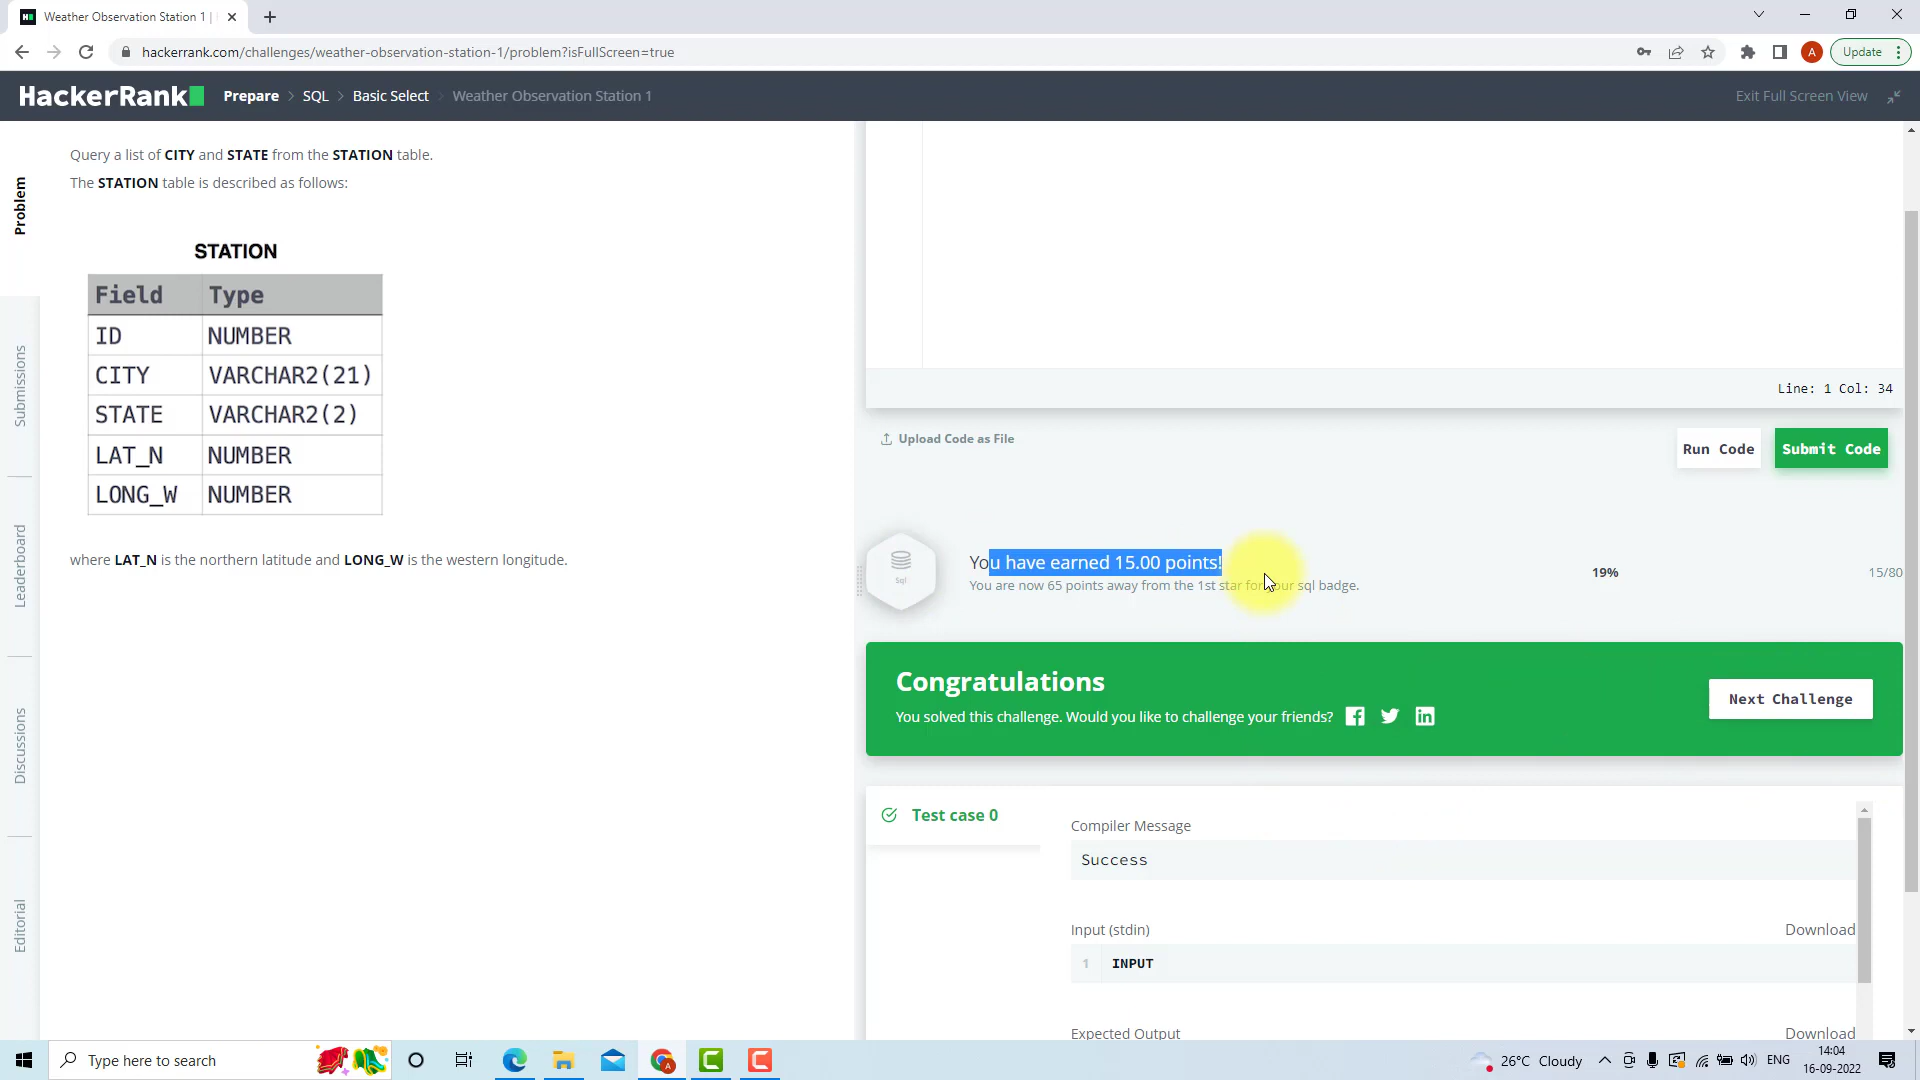 Weather Observation Station 1 |
hackerrank.com/challenges/weather-observation-station-1/problem?isFullScreen=true
A
Update
HackerRank
Prepare > SQL > Basic Select > Weather Observation Station 1
Exit Full Screen View
Problem
Submissions
Leaderboard
Discussions
Editorial
Query a list of CITY and STATE from the STATION table.
The STATION table is described as follows:
STATION
Field Type
ID NUMBER
CITY VARCHAR2(21)
STATE VARCHAR2(2)
LAT_N NUMBER
LONG_W NUMBER
where LAT_N is the northern latitude and LONG_W is the western longitude.
Line: 1 Col: 34
Upload Code as File
Run Code
Submit Code
Sql
You have earned 15.00 points!
You are now 65 points away from the 1st star for your sql badge.
19%
15/80
Congratulations
You solved this challenge. Would you like to challenge your friends?
Next Challenge
Test case 0
Compiler Message
Success
Input (stdin)
Download
1 INPUT
Expected Output
Download
Type here to search
A
26°C Cloudy
ENG
14:04
16-09-2022